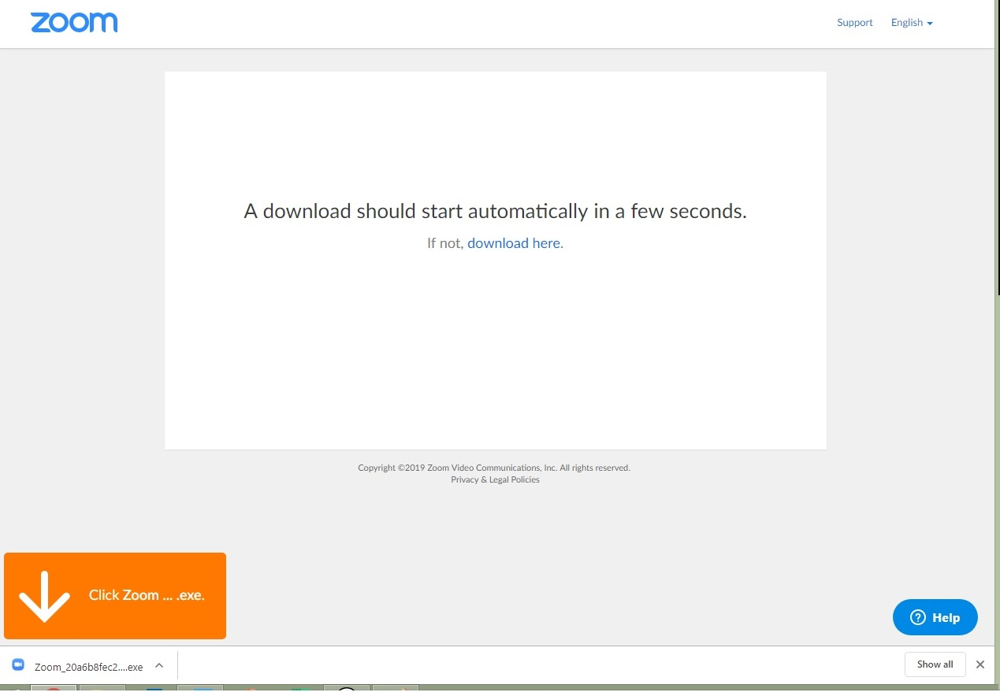 zoom
Support English
A download should start automatically in a few seconds.
If not, download here.
Copyright ©2019 Zoom Video Communications, Inc. All rights reserved.
Privacy & Legal Policies
Click Zoom ... .exe.
? Help
Zoom_20a6b8fec2....exe
Show all